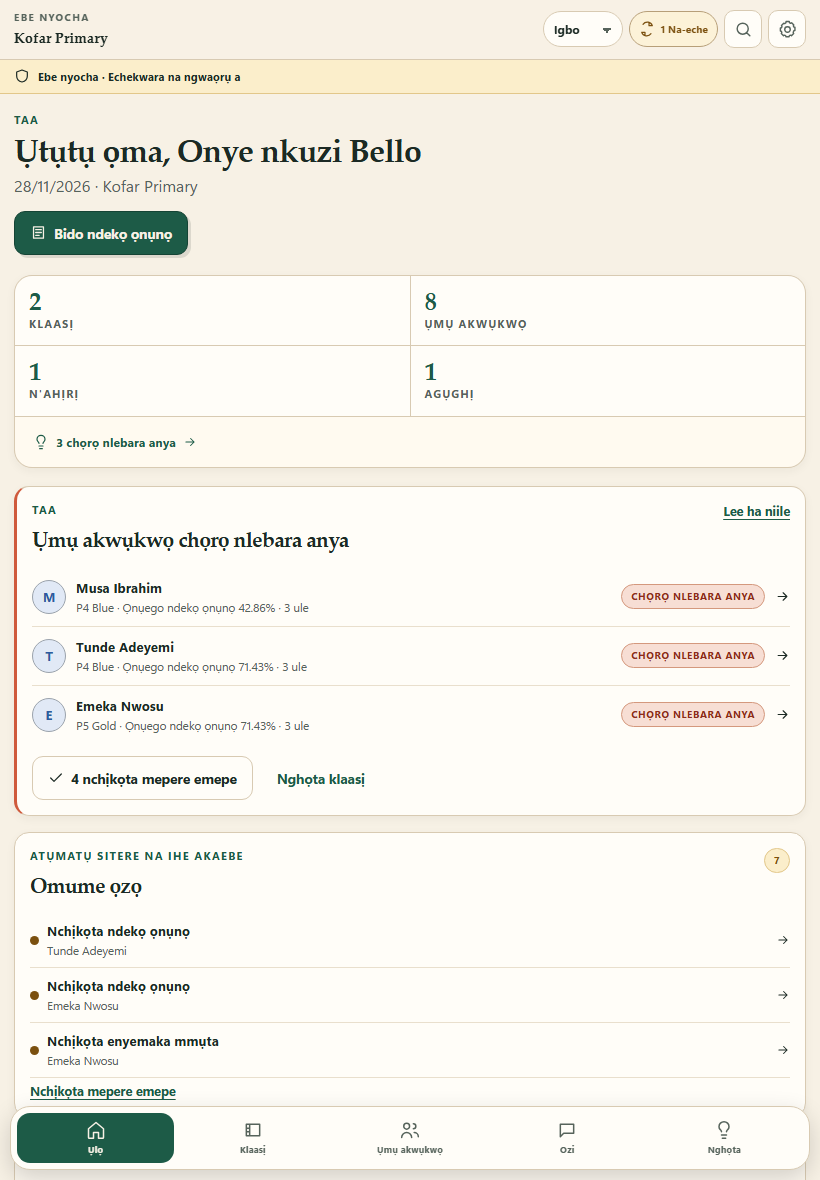 EBE NYOCHA
Kofar Primary
Igbo
1 Na-eche
Ebe nyocha · Echekwara na ngwaọrụ a
TAA
Ụtụtụ ọma, Onye nkuzi Bello
28/11/2026 · Kofar Primary
Bido ndekọ ọnụnọ
2
KLAASỊ
8
ỤMỤ AKWỤKWỌ
1
N'AHỊRỊ
1
AGỤGHỊ
3 chọrọ nlebara anya
TAA
Lee ha niile
Ụmụ akwụkwọ chọrọ nlebara anya
M
Musa Ibrahim
P4 Blue · Ọnụego ndekọ ọnụnọ 42.86% · 3 ule
CHỌRỌ NLEBARA ANYA
T
Tunde Adeyemi
P4 Blue · Ọnụego ndekọ ọnụnọ 71.43% · 3 ule
CHỌRỌ NLEBARA ANYA
E
Emeka Nwosu
P5 Gold · Ọnụego ndekọ ọnụnọ 71.43% · 3 ule
CHỌRỌ NLEBARA ANYA
4 nchịkọta mepere emepe
Nghọta klaasị
ATỤMATỤ SITERE NA IHE AKAEBE
7
Omume ọzọ
Nchịkọta ndekọ ọnụnọ
Tunde Adeyemi
Nchịkọta ndekọ ọnụnọ
Emeka Nwosu
Nchịkọta enyemaka mmụta
Emeka Nwosu
Nchịkọta mepere emepe
Ụlọ
Klaasị
Ụmụ akwụkwọ
Ozi
Nghọta